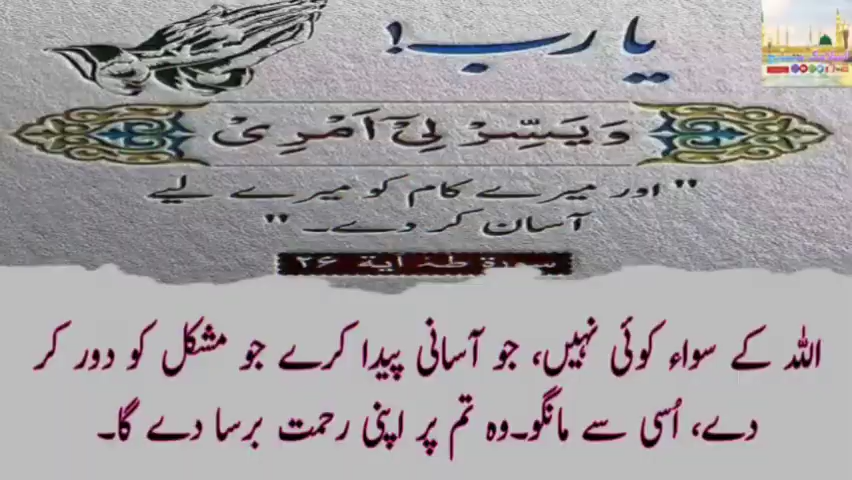 یا رب!
وَيَسِّرْ لِيْٓ اَمْرِيْ
"اور میرے کام کو میرے لیے
آسان کر دے۔"
سورۃ طٰہٰ آیۃ ۲۶
اللہ کے سواء کوئی نہیں، جو آسانی پیدا کرے جو مشکل کو دور کر
دے، اُسی سے مانگو۔وہ تم پر اپنی رحمت برسا دے گا۔